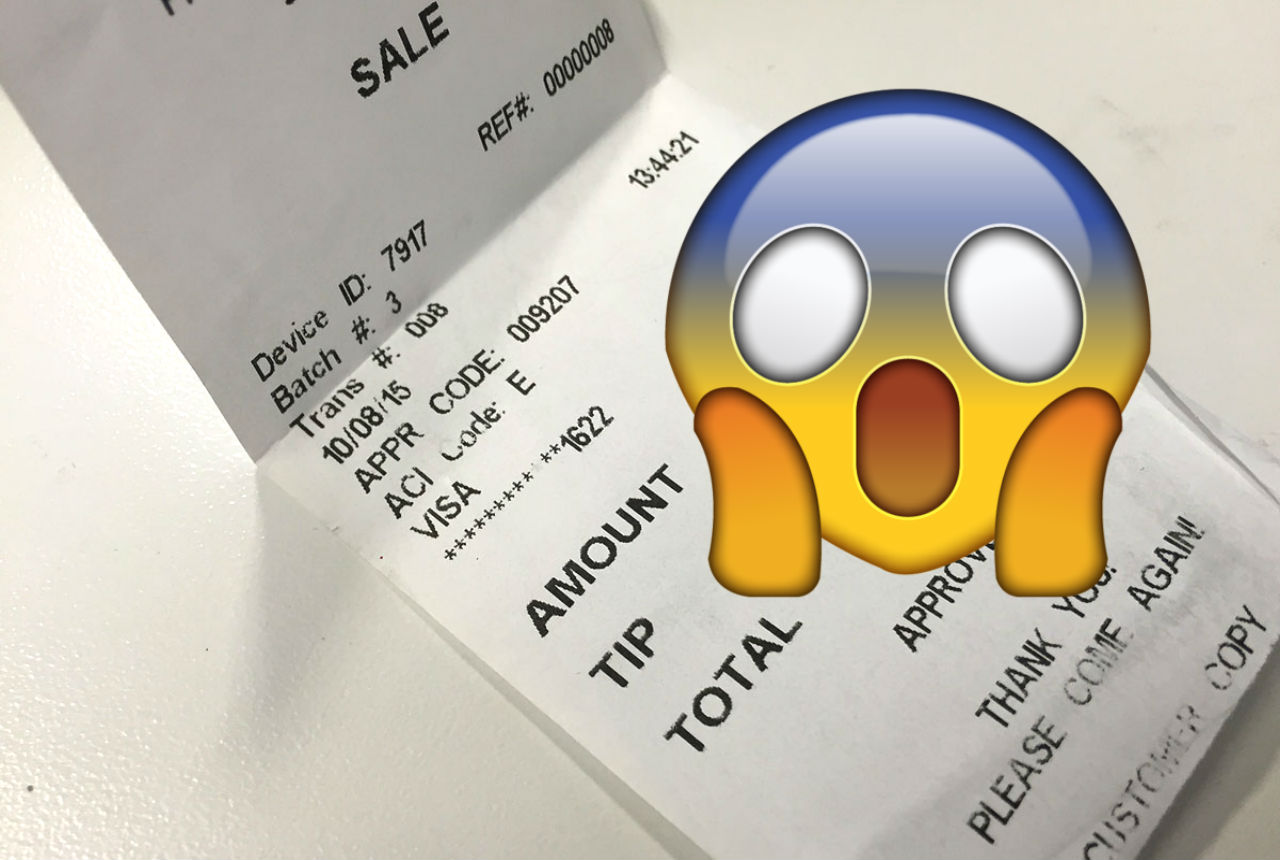 SALE
REF#: 00000008
Device ID: 7917
Batch #: 3
Trans #: 008
10/08/15 13:44:21
APPR CODE: 009207
ACI Code: E
VISA
********* **1622
AMOUNT
TIP
TOTAL
THANK YOU!
PLEASE COME AGAIN!
CUSTOMER COPY